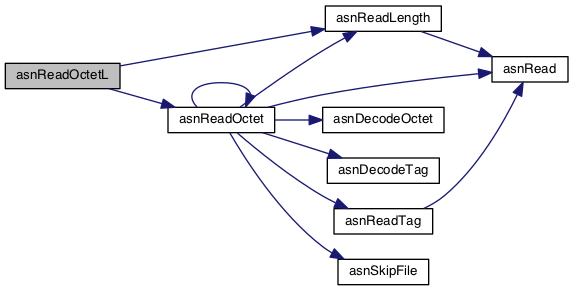 asnReadLength
asnReadOctetL
asnRead
asnReadOctet
asnDecodeOctet
asnDecodeTag
asnReadTag
asnSkipFile